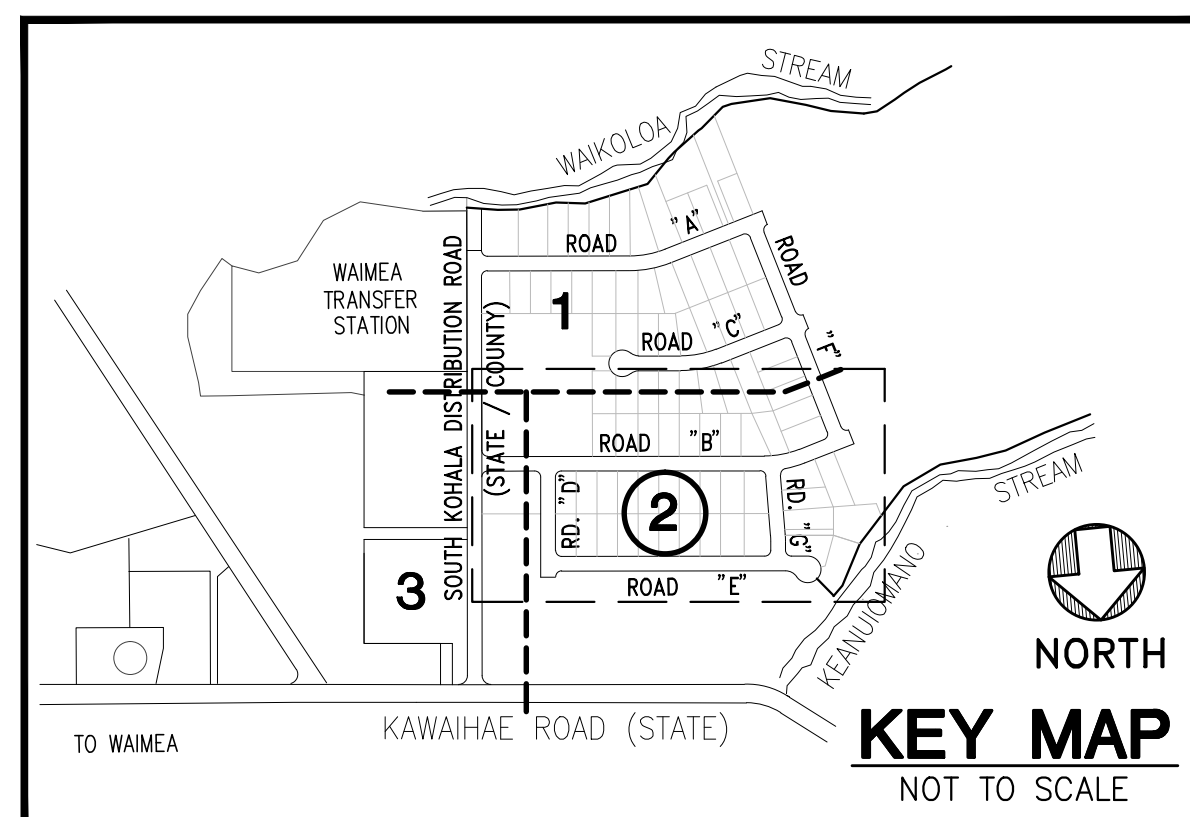 STREAM
WAIKOLOA
ROAD "A"
ROAD "F"
WAIMEA
TRANSFER
STATION
SOUTH KOHALA DISTRIBUTION ROAD
(STATE / COUNTY)
1
ROAD "C"
ROAD "B"
RD. "D"
2
RD. "G"
ROAD "E"
3
STREAM
KEANUIOMANO
NORTH
KAWAIHAE ROAD (STATE)
TO WAIMEA
KEY MAP
NOT TO SCALE